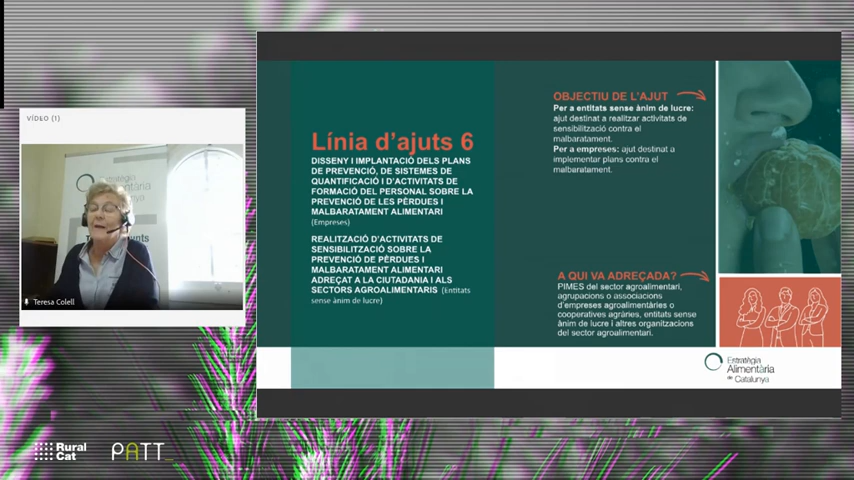 VÍDEO (1)
Estratègia
Teresa Colell
Línia d'ajuts 6
DISSENY I IMPLANTACIÓ DELS PLANS
DE PREVENCIÓ, DE SISTEMES DE
QUANTIFICACIÓ I D'ACTIVITATS DE
FORMACIÓ DEL PERSONAL SOBRE LA
PREVENCIÓ DE LES PÈRDUES I
MALBARATAMENT ALIMENTARI
(Empreses)
REALITZACIÓ D'ACTIVITATS DE
SENSIBILITZACIÓ SOBRE LA
PREVENCIÓ DE PÈRDUES I
MALBARATAMENT ALIMENTARI
ADREÇAT A LA CIUTADANIA I ALS
SECTORS AGROALIMENTARIS (Entitats
sense ànim de lucre)
OBJECTIU DE L'AJUT
Per a entitats sense ànim de lucre:
ajut destinat a realitzar activitats de
sensibilització contra el
malbaratament.
Per a empreses: ajut destinat a
implementar plans contra el
malbaratament.
A QUI VA ADREÇADA?
PIMES del sector agroalimentari,
agrupacions o associacions
d'empreses agroalimentàries o
cooperatives agràries, entitats sense
ànim de lucre i altres organitzacions
del sector agroalimentari.
Estratègia
Alimentària
de Catalunya
Rural
Cat
PATT_